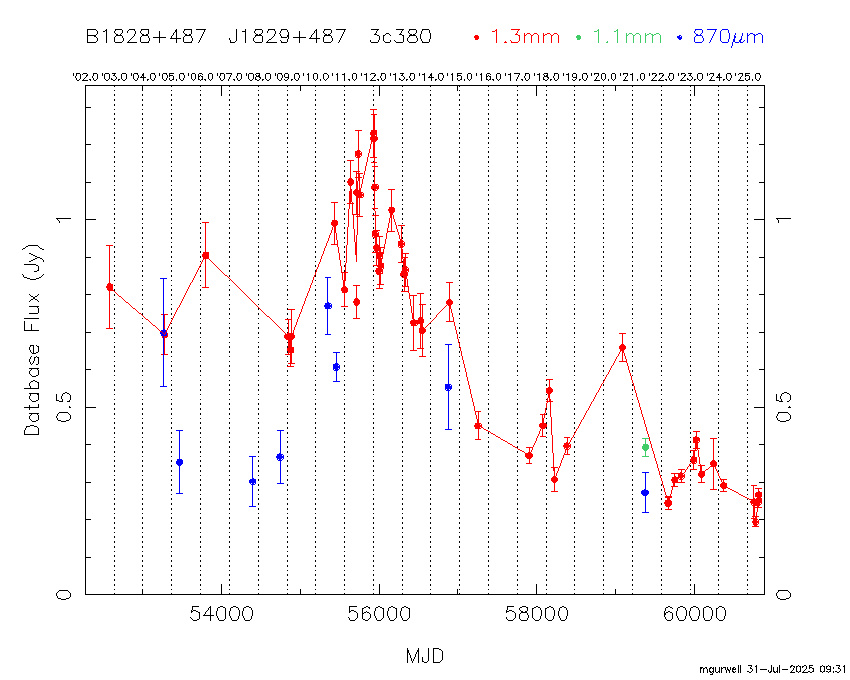 B1828+487 J1829+487 3c380 1.3mm 1.1mm 870μm
'02.0 '03.0 '04.0 '05.0 '06.0 '07.0 '08.0 '09.0 '10.0 '11.0 '12.0 '13.0 '14.0 '15.0 '16.0 '17.0 '18.0 '19.0 '20.0 '21.0 '22.0 '23.0 '24.0 '25.0
1 1
Database Flux (Jy)
0.5 0.5
0 0
54000 56000 58000 60000
MJD
mgurwell 31-Jul-2025 09:31